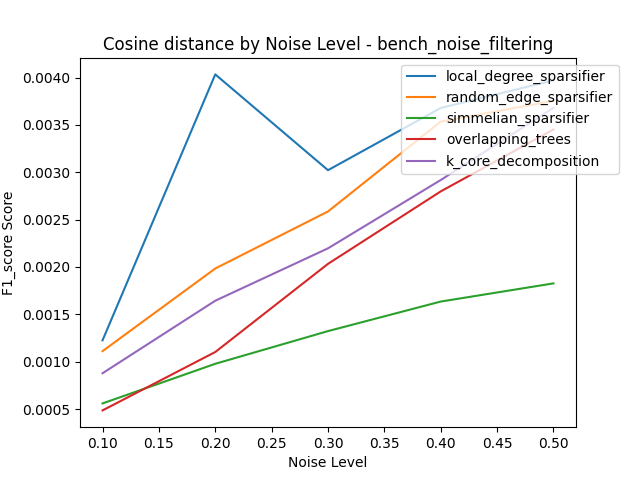 Cosine distance by Noise Level - bench_noise_filtering
local_degree_sparsifier
random_edge_sparsifier
simmelian_sparsifier
overlapping_trees
k_core_decomposition
F1_score Score
0.0040
0.0035
0.0030
0.0025
0.0020
0.0015
0.0010
0.0005
0.10 0.15 0.20 0.25 0.30 0.35 0.40 0.45 0.50
Noise Level